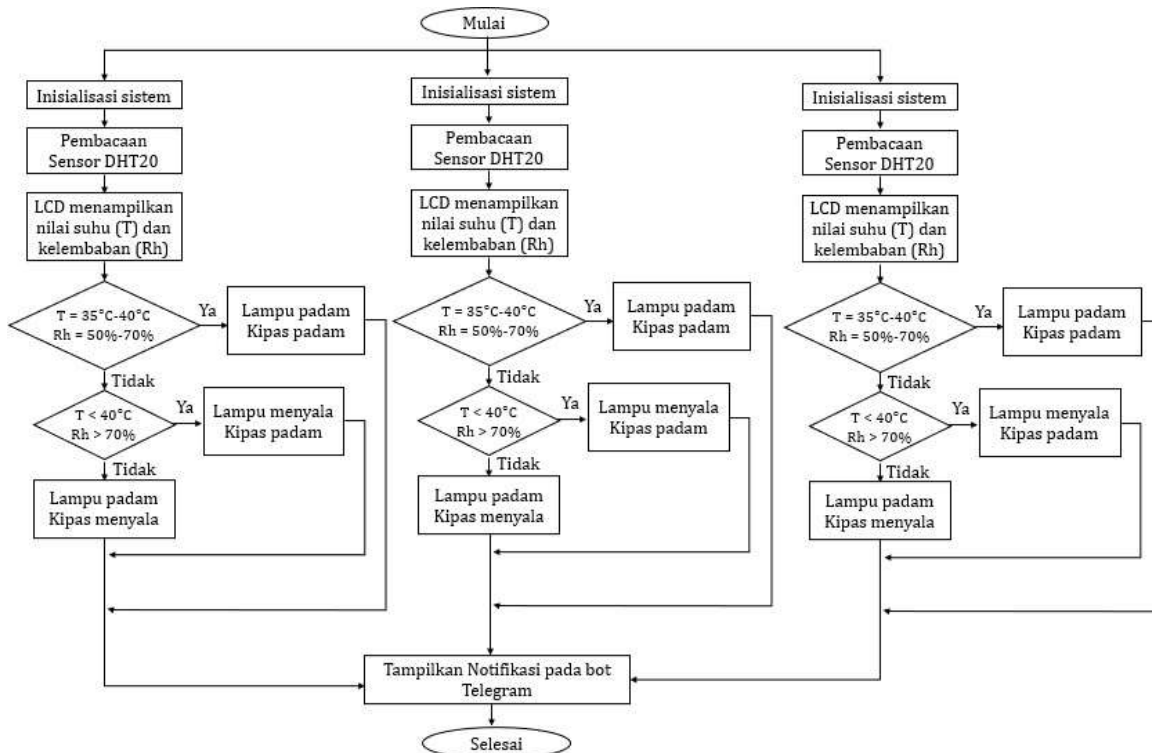 Mulai
Inisialisasi sistem
Pembacaan
Sensor DHT20
LCD menampilkan
nilai suhu (T) dan
kelembaban (Rh)
T = 35°C-40°C
Rh = 50%-70%
Ya
Lampu padam
Kipas padam
Tidak
T < 40°C
Rh > 70%
Ya
Lampu menyala
Kipas padam
Tidak
Lampu padam
Kipas menyala
Inisialisasi sistem
Pembacaan
Sensor DHT20
LCD menampilkan
nilai suhu (T) dan
kelembaban (Rh)
T = 35°C-40°C
Rh = 50%-70%
Ya
Lampu padam
Kipas padam
Tidak
T < 40°C
Rh > 70%
Ya
Lampu menyala
Kipas padam
Tidak
Lampu padam
Kipas menyala
Inisialisasi sistem
Pembacaan
Sensor DHT20
LCD menampilkan
nilai suhu (T) dan
kelembaban (Rh)
T = 35°C-40°C
Rh = 50%-70%
Ya
Lampu padam
Kipas padam
Tidak
T < 40°C
Rh > 70%
Ya
Lampu menyala
Kipas padam
Tidak
Lampu padam
Kipas menyala
Tampilkan Notifikasi pada bot
Telegram
Selesai